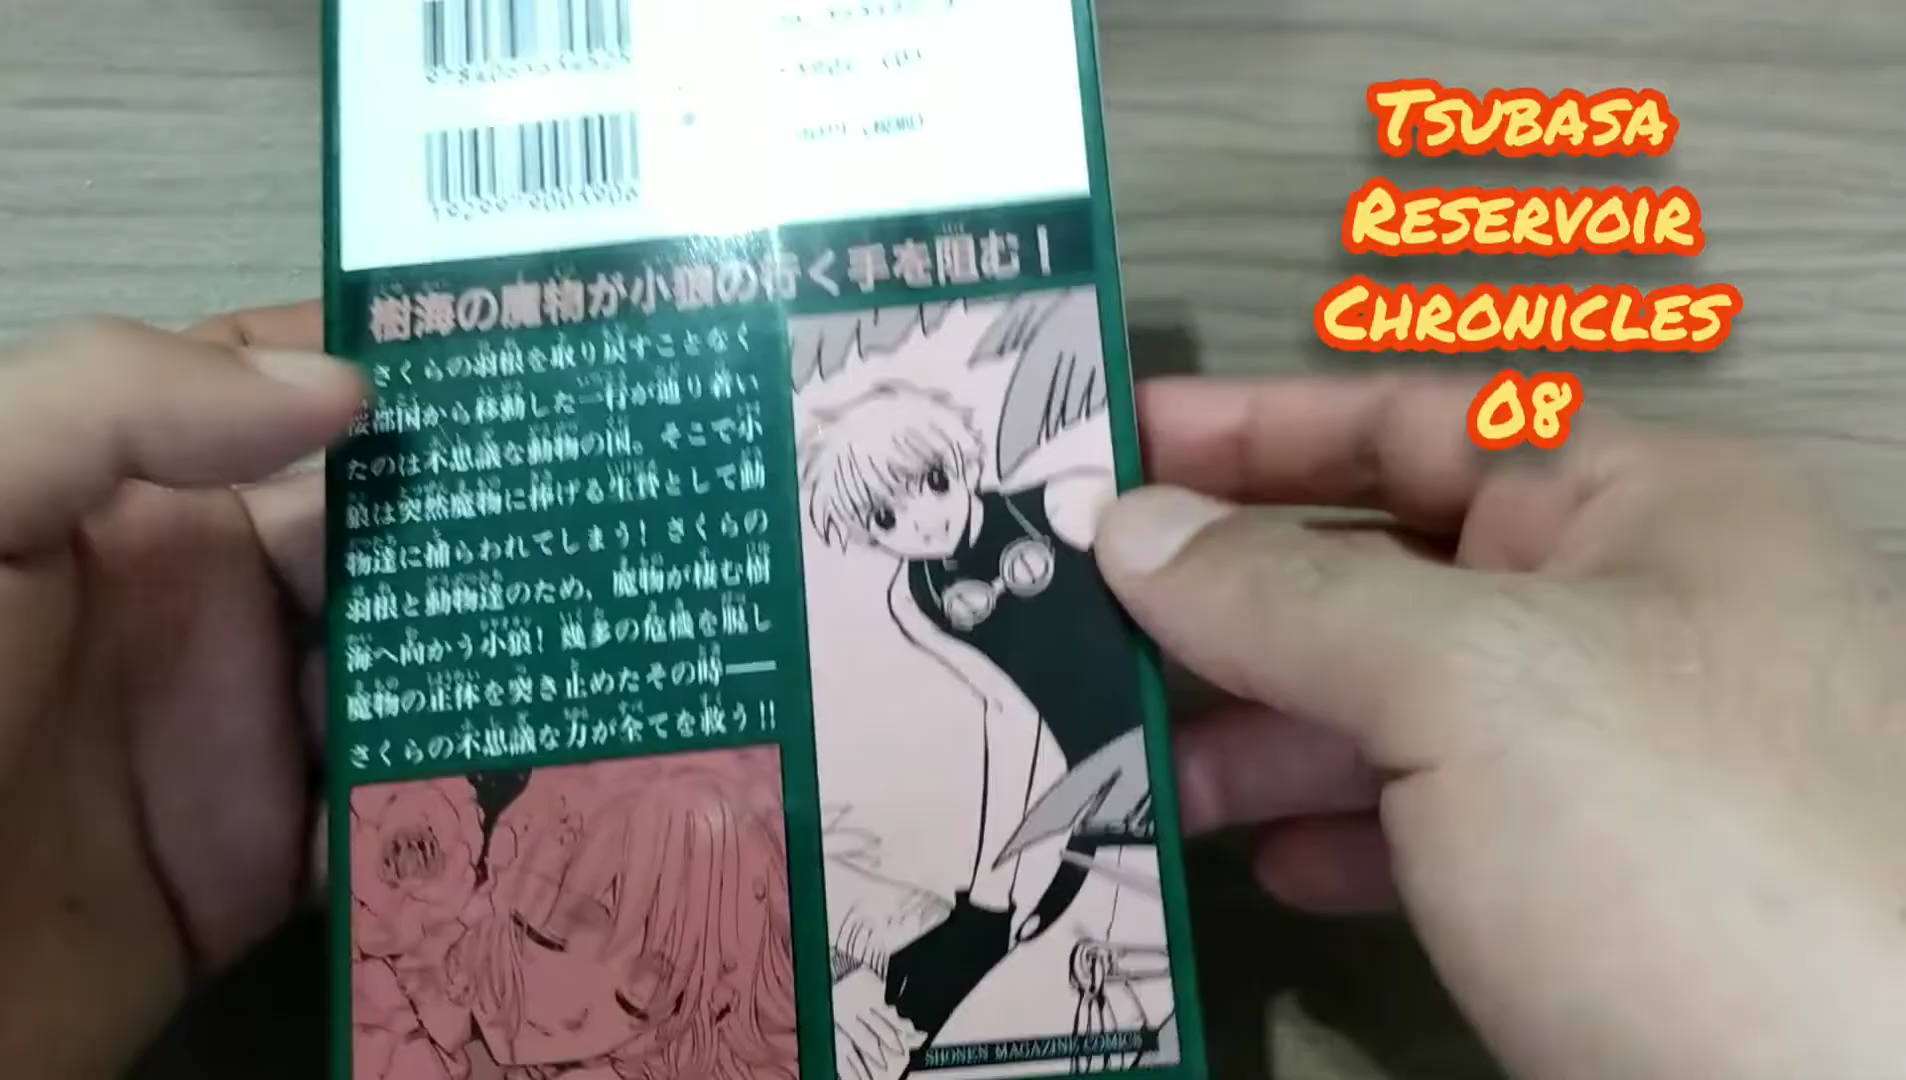 樹海の魔物が小狼の行く手を阻む！
さくらの羽根を取り戻すことなく
桜都国から移動した一行が辿り着い
たのは不思議な動物の国。そこで小
狼は突然魔物に捧げる生贄として動
物達に捕らわれてしまう！さくらの
羽根と動物達のため、魔物が棲む樹
海へ向かう小狼！幾多の危機を脱し
魔物の正体を突き止めたその時──
さくらの不思議な力が全てを救う!!
SHONEN MAGAZINE COMICS
TSUBASA
RESERVOIR
CHRONICLES
08